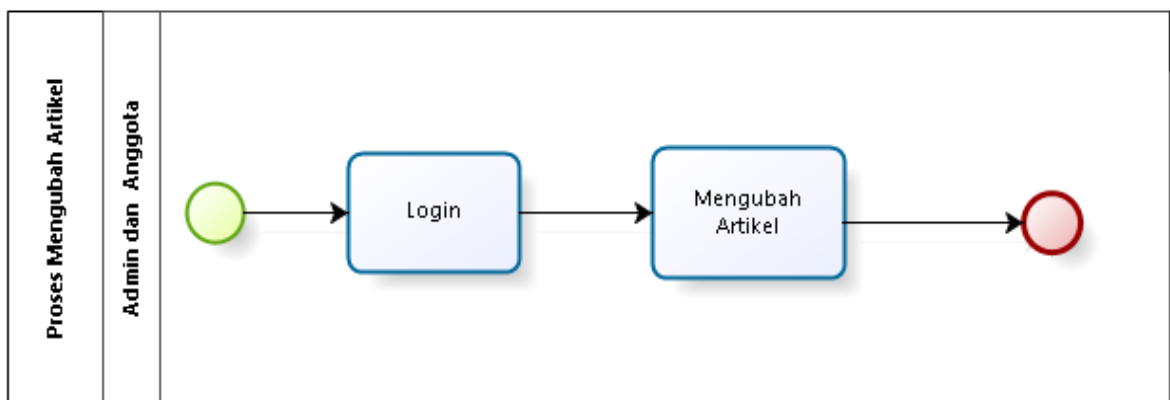 Proses Mengubah Artikel
Admin dan Anggota
Login
Mengubah
Artikel